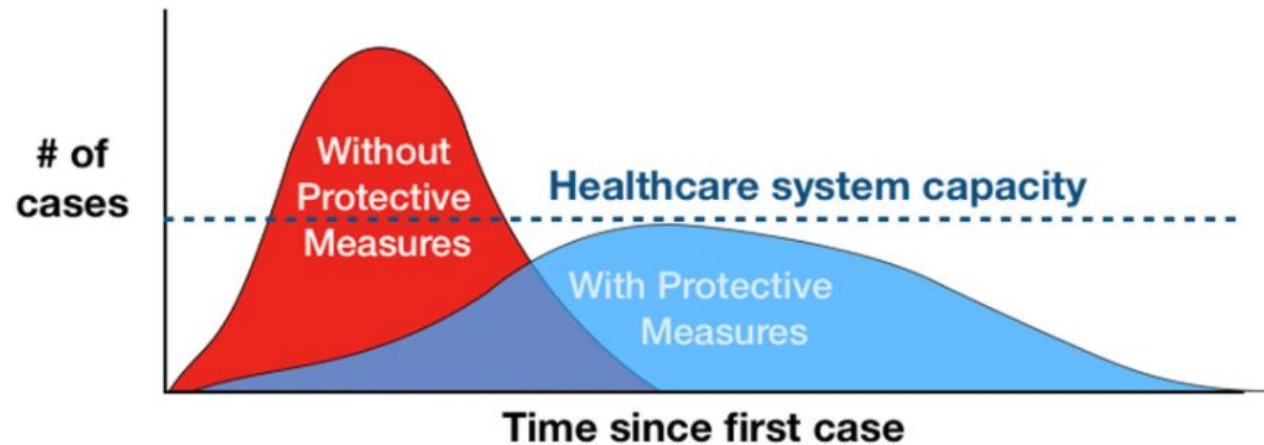 # of
cases
Without
Protective
Measures
Healthcare system capacity
With Protective
Measures
Time since first case